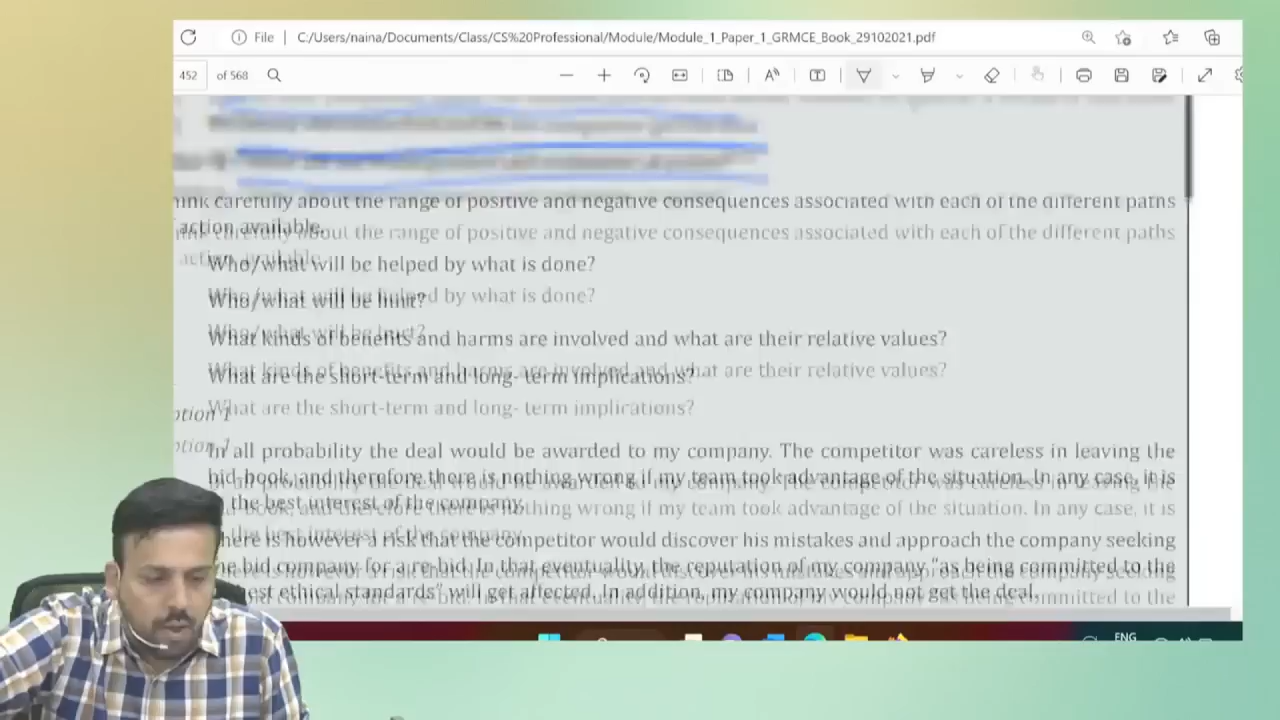 File C:/Users/naina/Documents/Class/CS%20Professional/Module/Module_1_Paper_1_GRMCE_Book_29102021.pdf
452 of 568
think carefully about the range of positive and negative consequences associated with each of the different paths
action available.
Who/what will be helped by what is done?
Who/what will be hurt?
What kinds of benefits and harms are involved and what are their relative values?
What are the short-term and long- term implications?
ption 1
In all probability the deal would be awarded to my company. The competitor was careless in leaving the
bid book, and therefore there is nothing wrong if my team took advantage of the situation. In any case, it is
the best interest of the company.
here is however a risk that the competitor would discover his mistakes and approach the company seeking
bid company for a re-bid. In that eventuality, the reputation of my company "as being committed to the
est ethical standards" will get affected. In addition, my company would not get the deal.
ENG